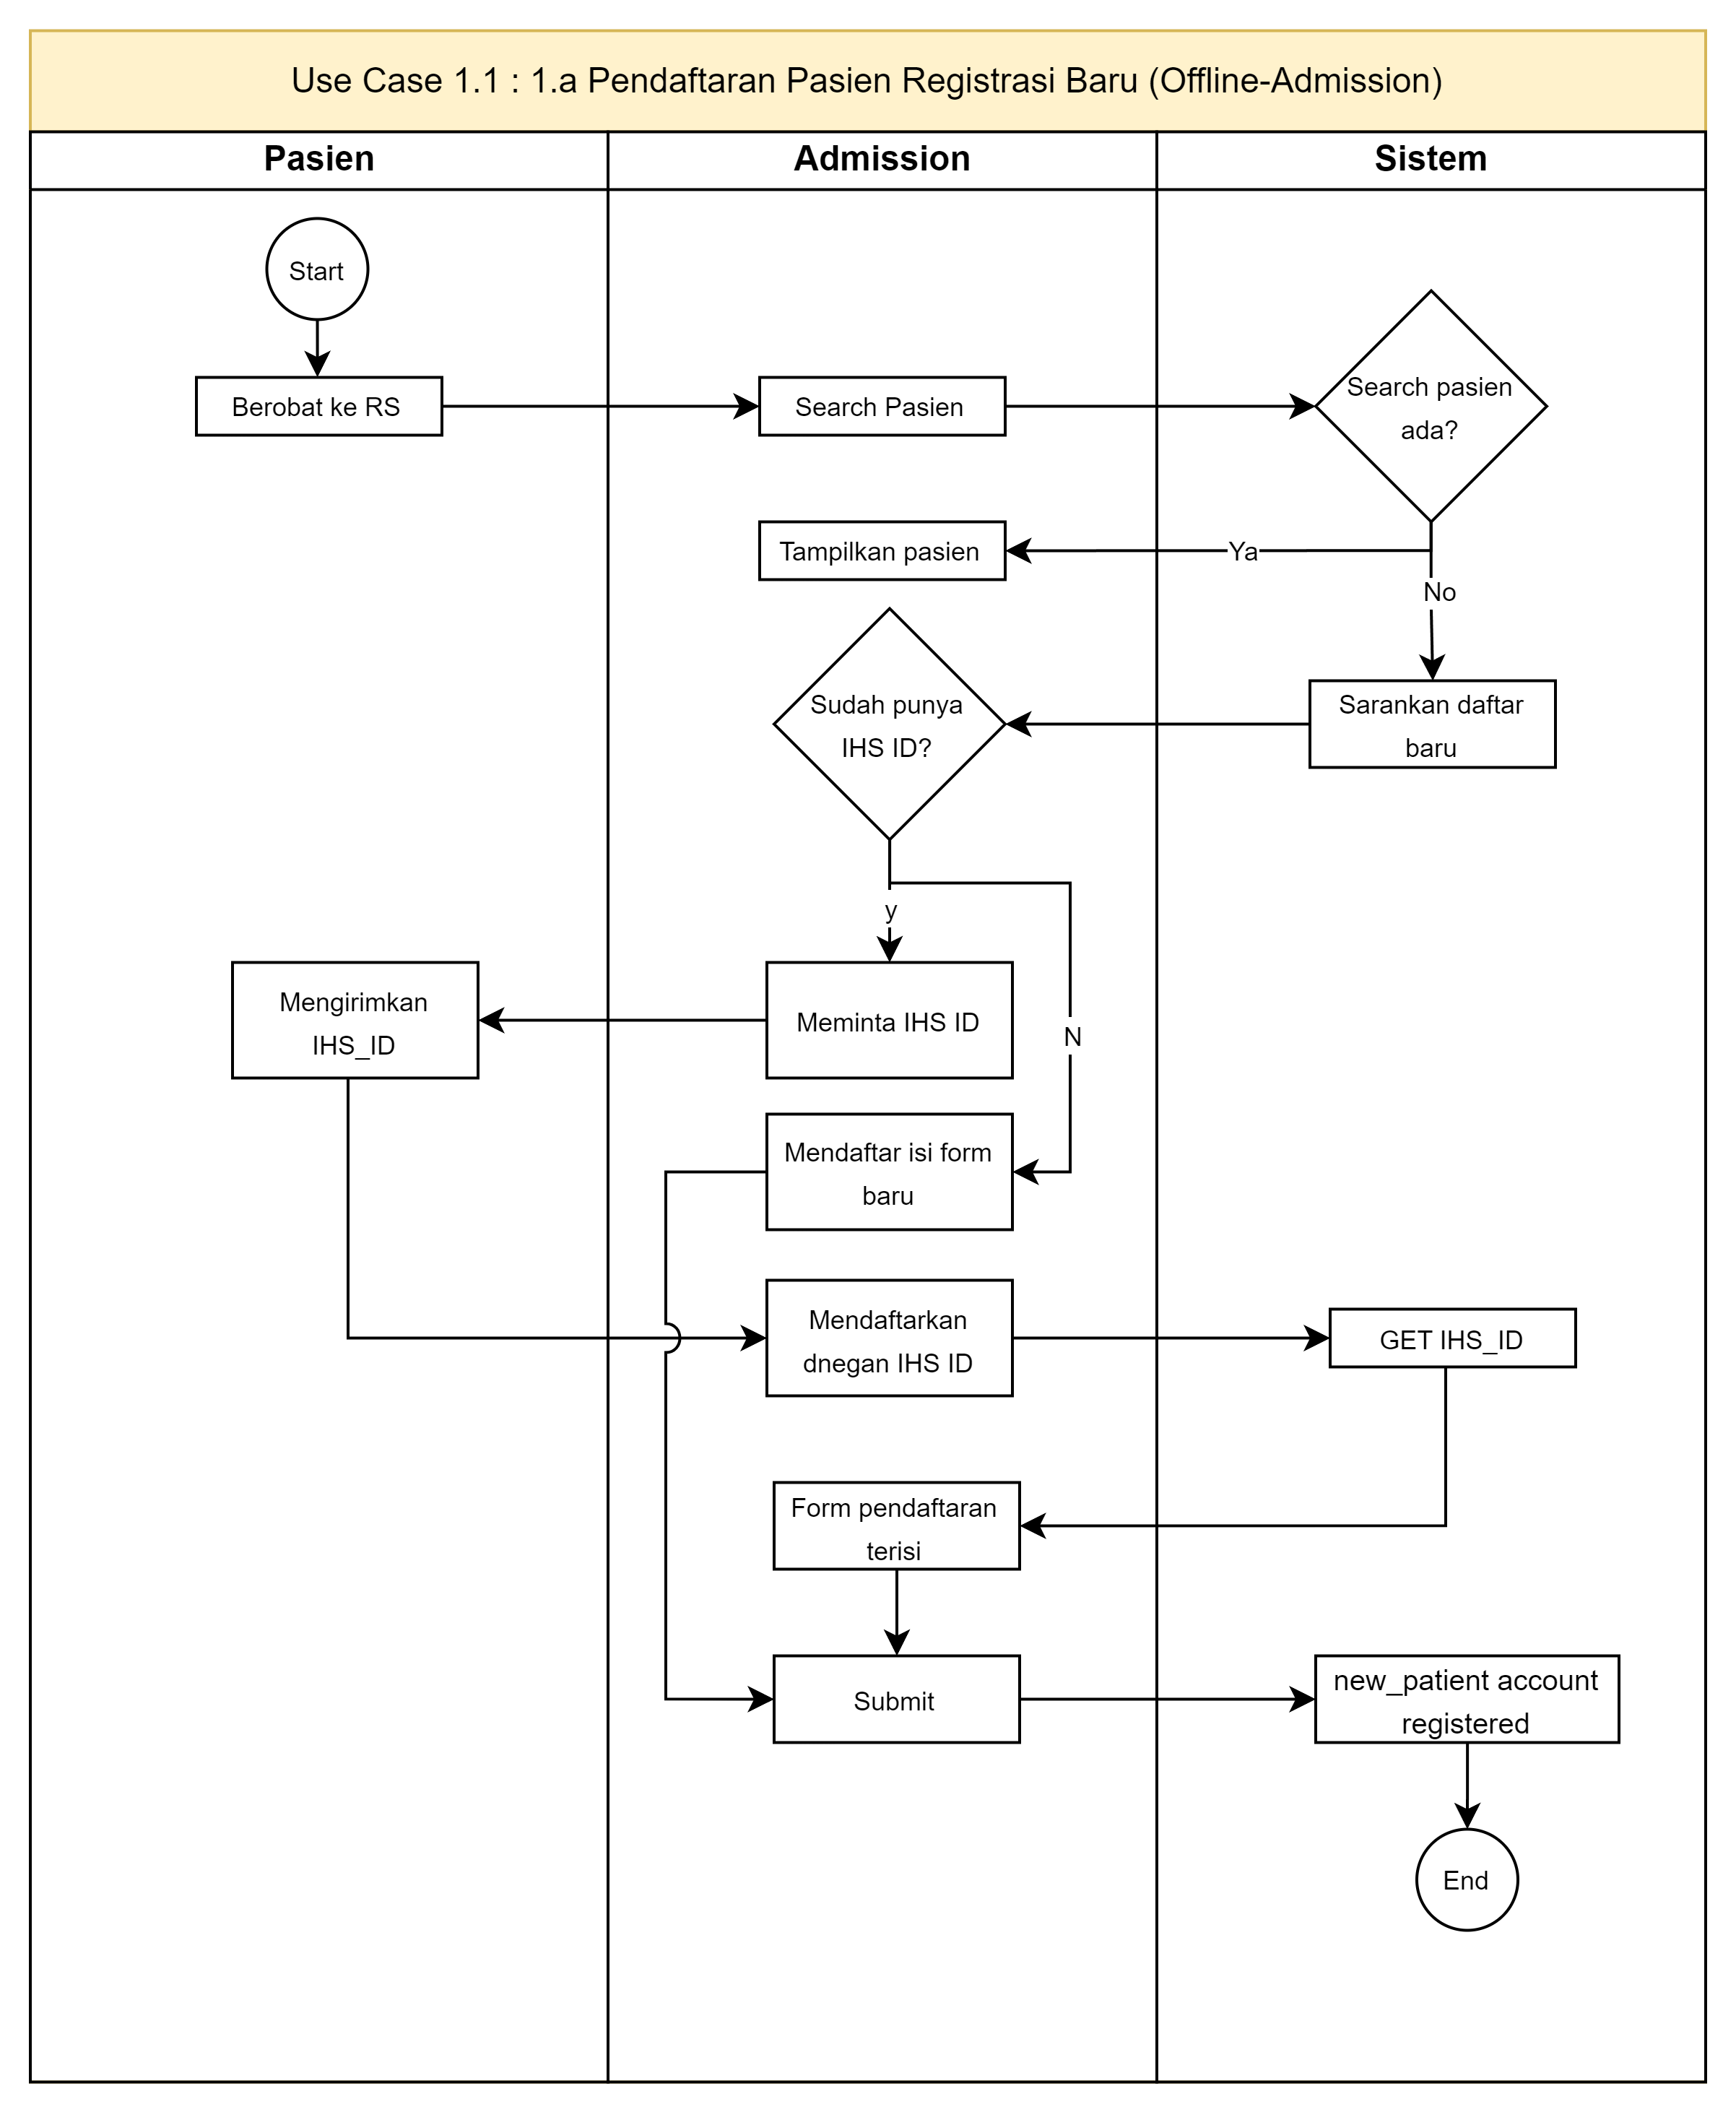 Use Case 1.1 : 1.a Pendaftaran Pasien Registrasi Baru (Offline-Admission)
Pasien
Admission
Sistem
Start
Berobat ke RS
Search Pasien
Search pasien
ada?
Tampilkan pasien
Ya
No
Sudah punya
IHS ID?
Sarankan daftar
baru
y
Mengirimkan
IHS_ID
Meminta IHS ID
N
Mendaftar isi form
baru
Mendaftarkan
dnegan IHS ID
GET IHS_ID
Form pendaftaran
terisi
Submit
new_patient account
registered
End